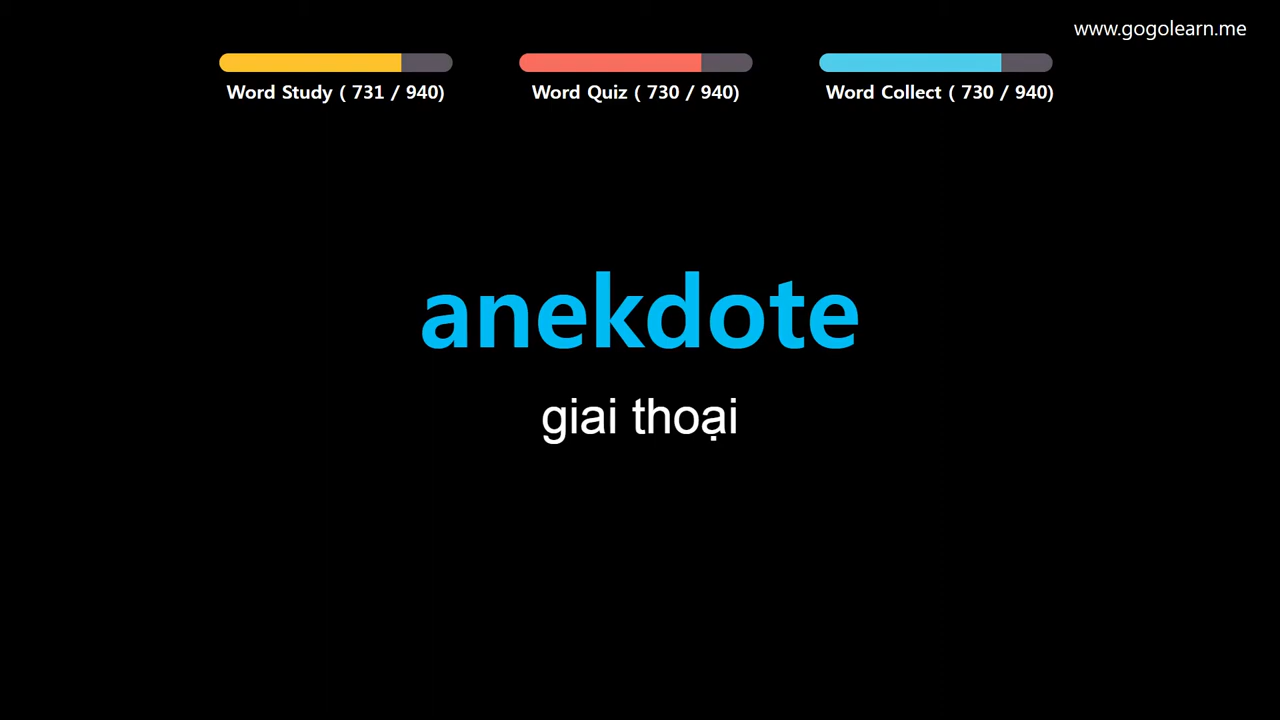 www.gogolearn.me
Word Study ( 731 / 940)
Word Quiz ( 730 / 940)
Word Collect ( 730 / 940)
anekdote
giai thoại